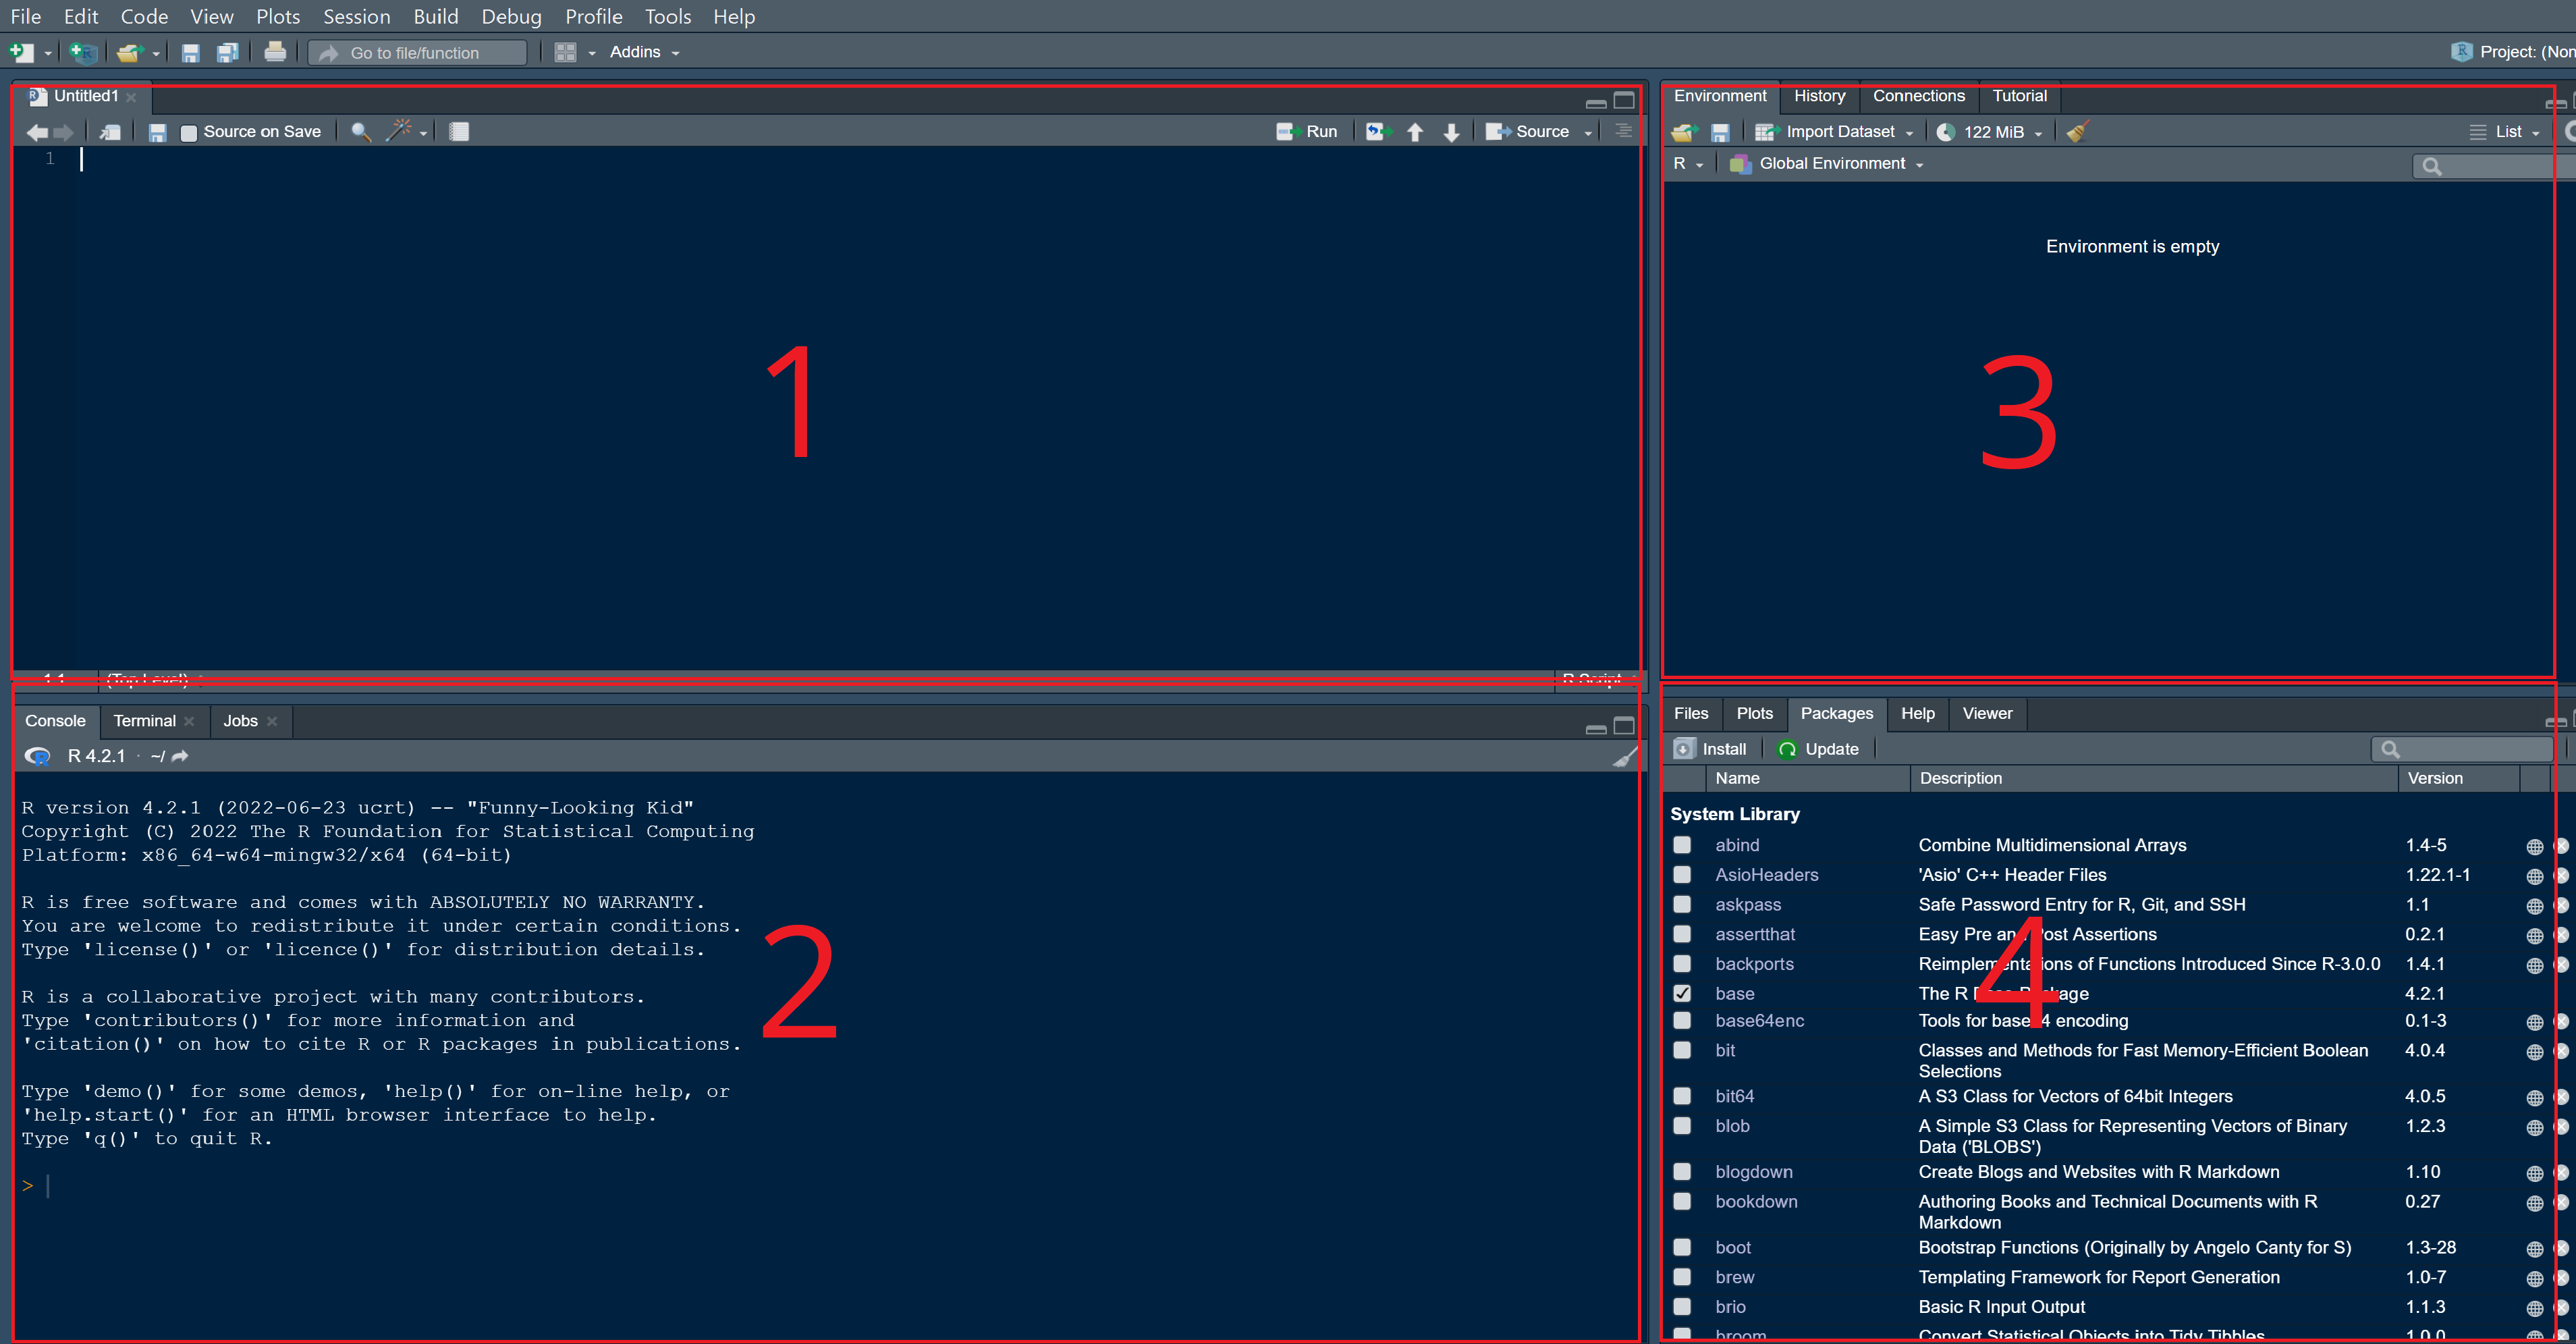 File Edit Code View Plots Session Build Debug Profile Tools Help
Go to file/function Addins Project: (Non
Untitled1
Source on Save Run Source
1
1
1:1 (Top Level) R Script
Console Terminal Jobs
R 4.2.1 · ~/
R version 4.2.1 (2022-06-23 ucrt) -- "Funny-Looking Kid"
Copyright (C) 2022 The R Foundation for Statistical Computing
Platform: x86_64-w64-mingw32/x64 (64-bit)
R is free software and comes with ABSOLUTELY NO WARRANTY.
You are welcome to redistribute it under certain conditions.
Type 'license()' or 'licence()' for distribution details.
R is a collaborative project with many contributors.
Type 'contributors()' for more information and
'citation()' on how to cite R or R packages in publications.
Type 'demo()' for some demos, 'help()' for on-line help, or
'help.start()' for an HTML browser interface to help.
Type 'q()' to quit R.
>
2
Environment History Connections Tutorial
Import Dataset 122 MiB List
R Global Environment
Environment is empty
3
Files Plots Packages Help Viewer
Install Update
Name Description Version
System Library
abind Combine Multidimensional Arrays 1.4-5
AsioHeaders 'Asio' C++ Header Files 1.22.1-1
askpass Safe Password Entry for R, Git, and SSH 1.1
assertthat Easy Pre and Post Assertions 0.2.1
backports Reimplementations of Functions Introduced Since R-3.0.0 1.4.1
base The R Base Package 4.2.1
base64enc Tools for base64 encoding 0.1-3
bit Classes and Methods for Fast Memory-Efficient Boolean 4.0.4
Selections
bit64 A S3 Class for Vectors of 64bit Integers 4.0.5
blob A Simple S3 Class for Representing Vectors of Binary 1.2.3
Data ('BLOBS')
blogdown Create Blogs and Websites with R Markdown 1.10
bookdown Authoring Books and Technical Documents with R 0.27
Markdown
boot Bootstrap Functions (Originally by Angelo Canty for S) 1.3-28
brew Templating Framework for Report Generation 1.0-7
brio Basic R Input Output 1.1.3
broom Convert Statistical Objects into Tidy Tibbles 1.0.0
4